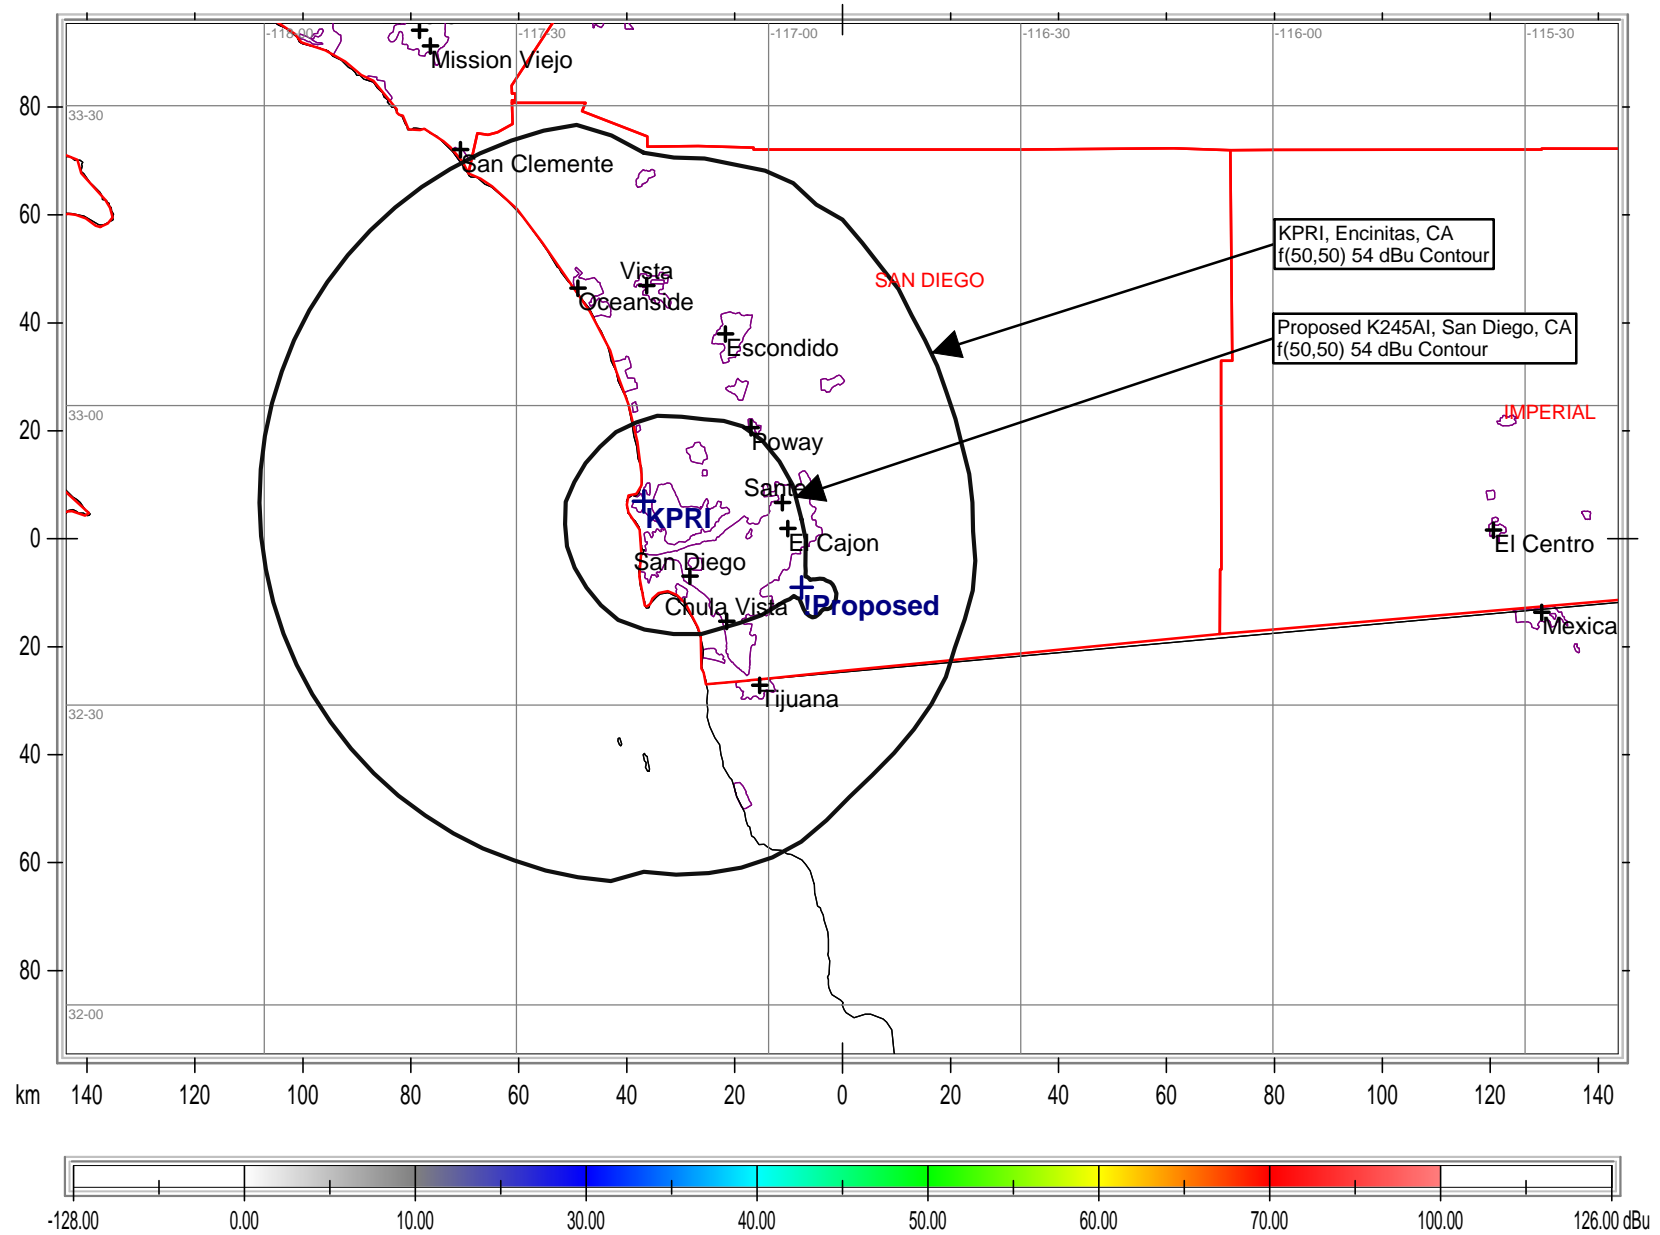 -118-00
-117-30
-117-00
-116-30
-116-00
-115-30
Mission Viejo
80
33-30
San Clemente
60
KPRI, Encinitas, CA
f(50,50) 54 dBu Contour
Vista
SAN DIEGO
Oceanside
40
Proposed K245AI, San Diego, CA
f(50,50) 54 dBu Contour
Escondido
33-00
IMPERIAL
20
Poway
Sante
KPRI
0
El Cajon
El Centro
San Diego
Chula Vista
!Proposed
Mexica
20
Tijuana
32-30
40
60
80
32-00
km
140
120
100
80
60
40
20
0
20
40
60
80
100
120
140
-128.00
0.00
10.00
30.00
40.00
50.00
60.00
70.00
100.00
126.00 dBu